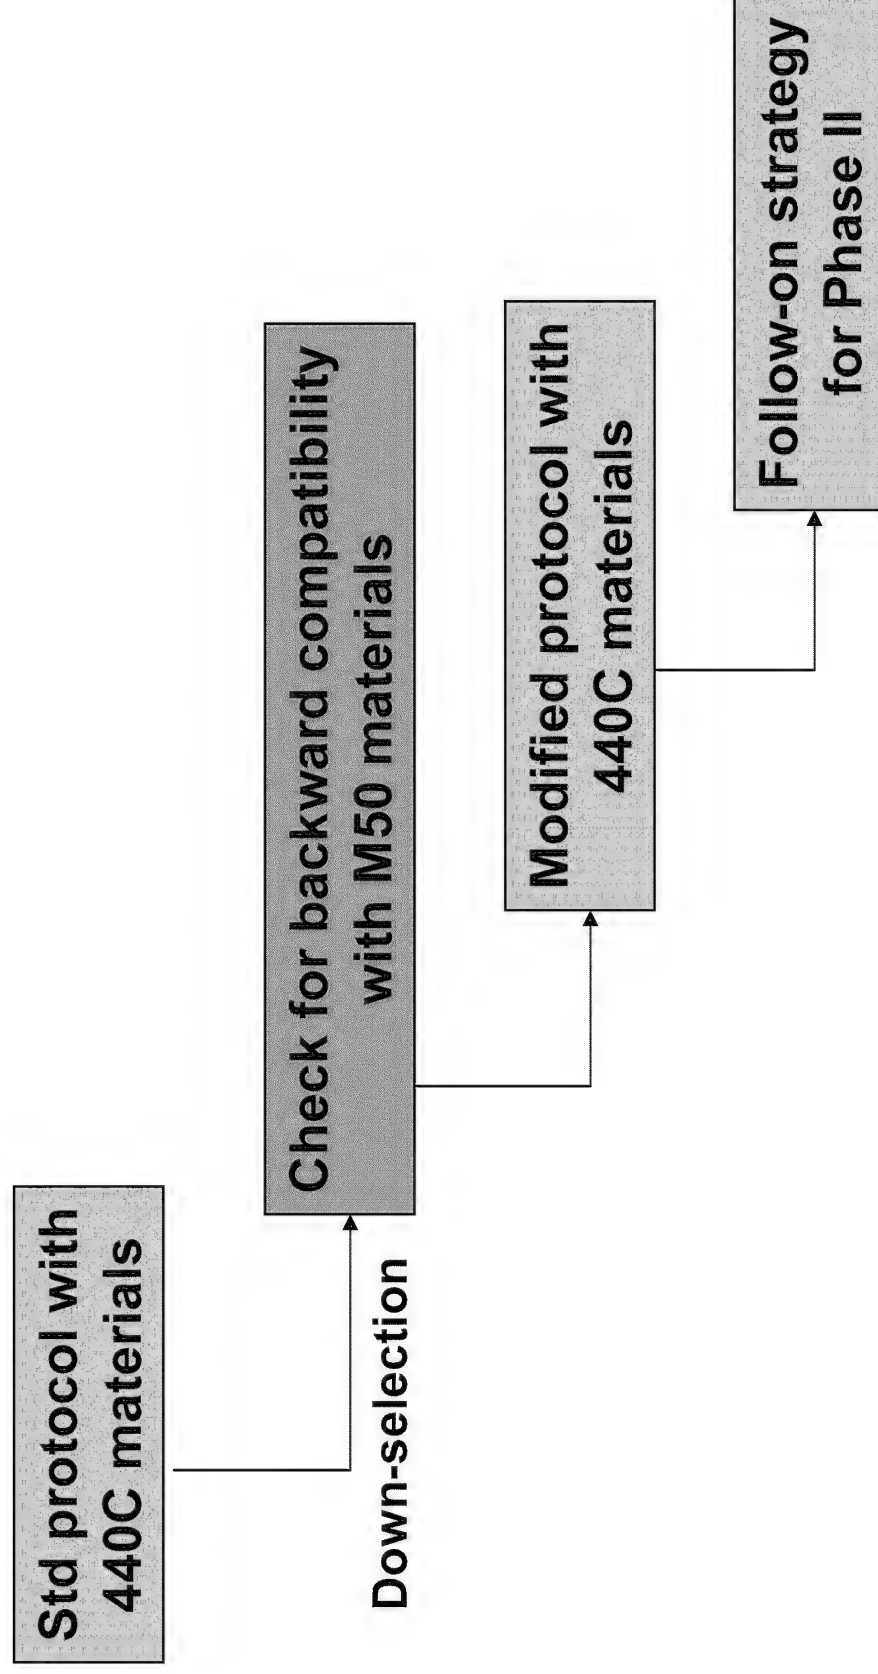 Std protocol with
440C materials
Down-selection
Check for backward compatibility
with M50 materials
Modified protocol with
440C materials
Follow-on strategy
for Phase II